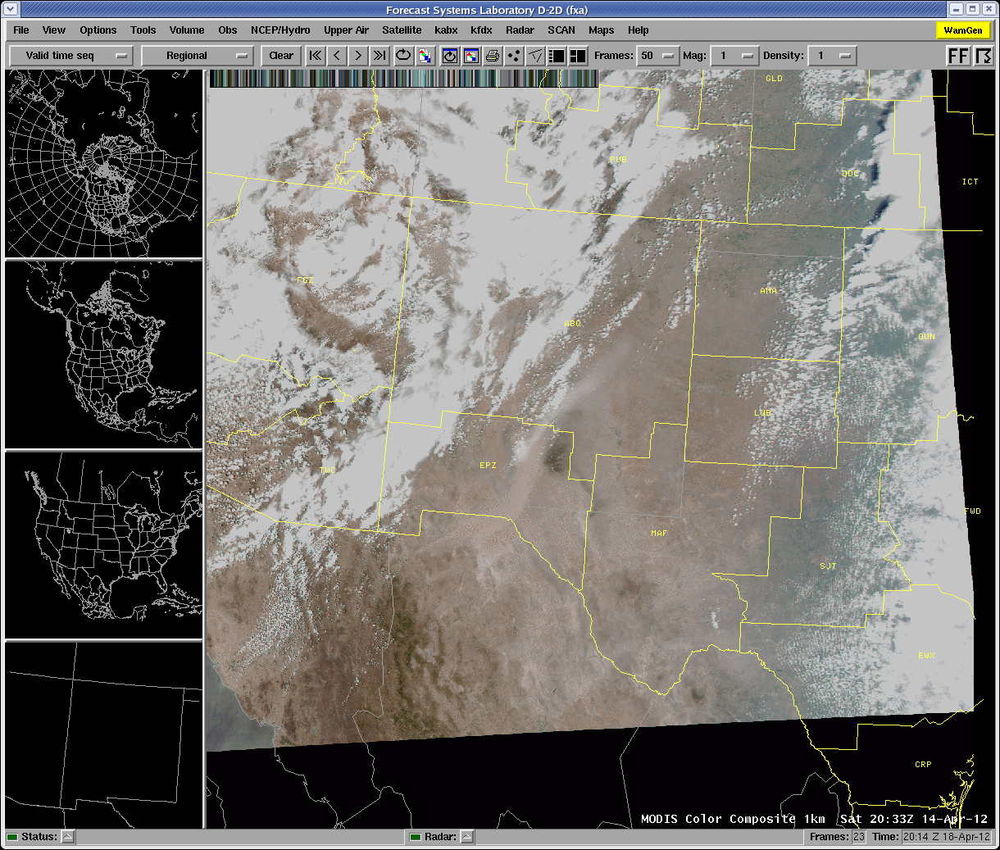 Forecast Systems Laboratory D-2D (fxa)
File View Options Tools Volume Obs NCEP/Hydro Upper Air Satellite kabx kfdx Radar SCAN Maps Help WarnGen
Valid time seq Regional Clear Frames: 50 Mag: 1 Density: 1 FF
GLD
PUB
DDC
ICT
FGZ
AMA
ABQ
OUN
LUB
EPZ
TWC
FWD
MAF
SJT
EWX
CRP
MODIS Color Composite 1km Sat 20:33Z 14-Apr-12
Status: Radar: Frames: 23 Time: 20:14 Z 18-Apr-12